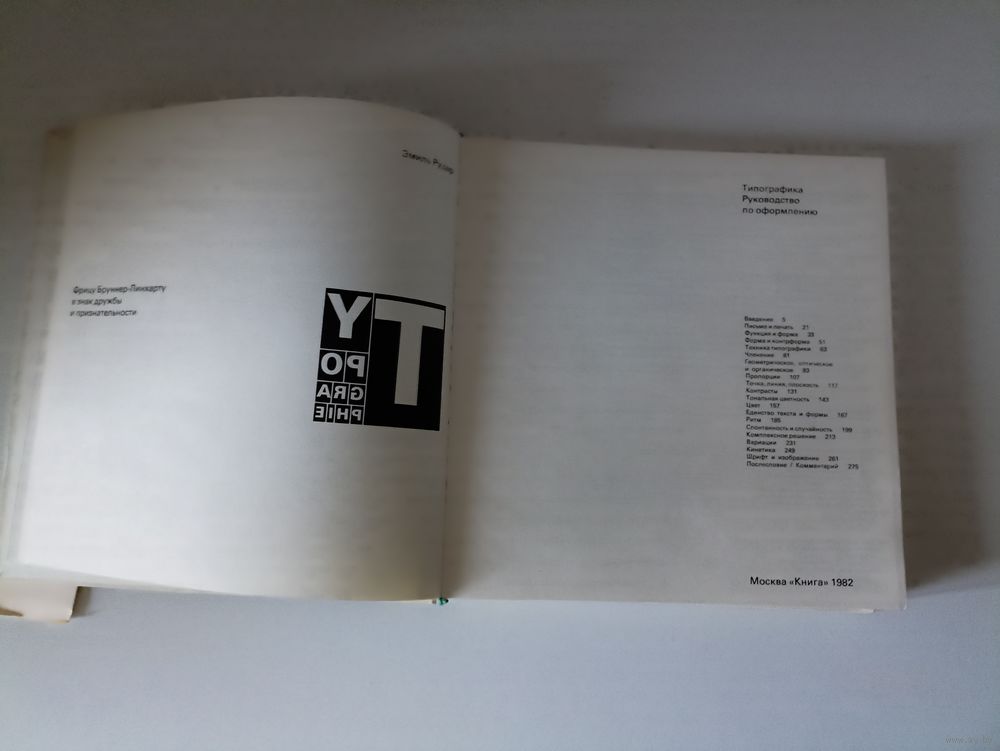 Эмиль Рудер
Фрицу Бруннер-Линхарту
в знак дружбы
и признательности
T
Y
PO
GRA
PHIE
Типографика
Руководство
по оформлению
Введение 5
Письмо и печать 21
Функция и форма 33
Форма и контрформа 51
Техника типографики 63
Членение 81
Геометрическое, оптическое
и органическое 93
Пропорции 107
Точка, линия, плоскость 117
Контрасты 131
Тональная цветность 143
Цвет 157
Единство текста и формы 167
Ритм 185
Спонтанность и случайность 199
Комплексное решение 213
Вариации 231
Кинетика 249
Шрифт и изображение 261
Послесловие / Комментарий 275
Москва «Книга» 1982